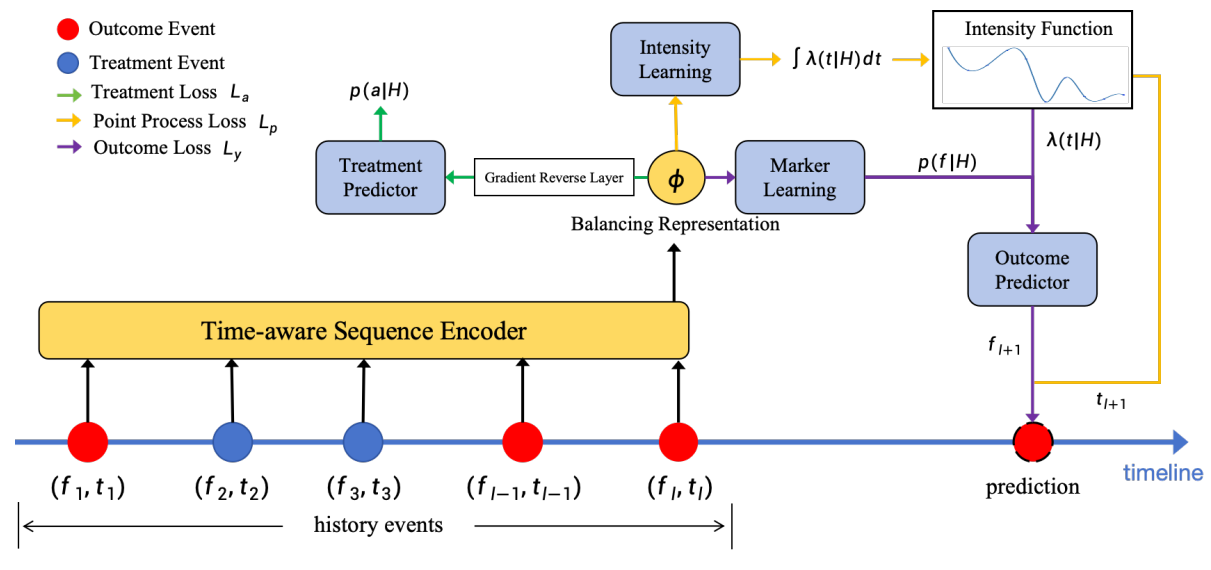 Outcome Event
Treatment Event
Treatment Loss L_a
Point Process Loss L_p
Outcome Loss L_y
p(a|H)
Treatment
Predictor
Gradient Reverse Layer
Intensity
Learning
∫ λ(t|H)dt
Intensity Function
λ(t|H)
ϕ
Marker
Learning
p(f|H)
Balancing Representation
Outcome
Predictor
Time-aware Sequence Encoder
f_{l+1}
t_{l+1}
(f_1, t_1)
(f_2, t_2)
(f_3, t_3)
(f_{l−1}, t_{l−1})
(f_l, t_l)
prediction
timeline
history events